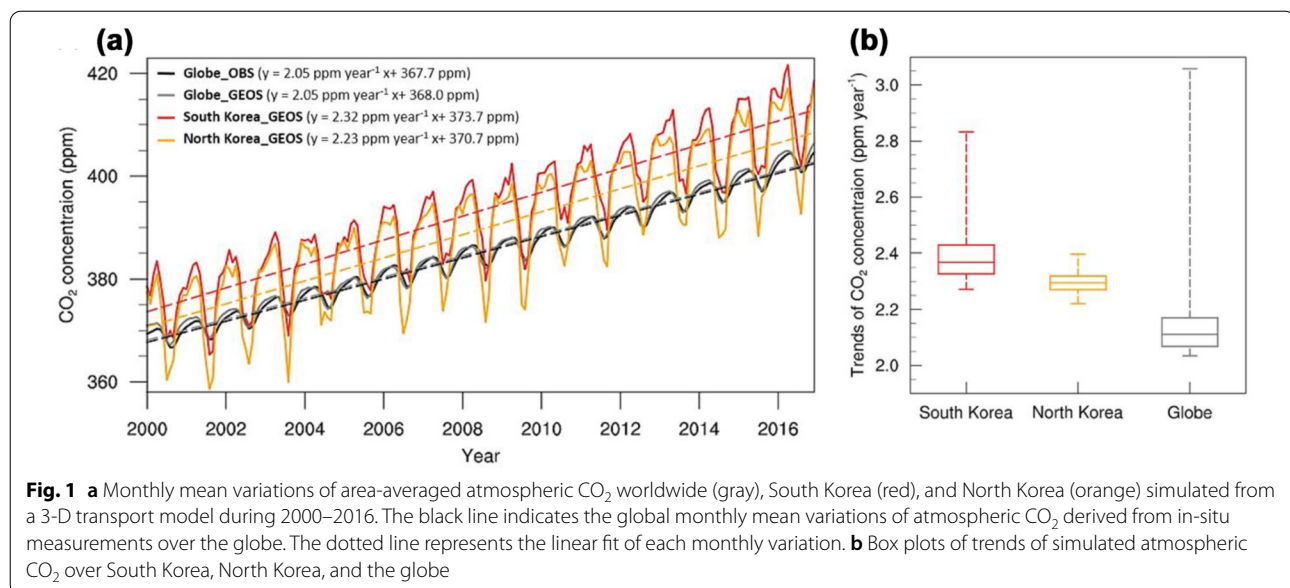 (a)
Globe_OBS (y = 2.05 ppm year⁻¹ x+ 367.7 ppm)
Globe_GEOS (y = 2.05 ppm year⁻¹ x+ 368.0 ppm)
South Korea_GEOS (y = 2.32 ppm year⁻¹ x+ 373.7 ppm)
North Korea_GEOS (y = 2.23 ppm year⁻¹ x+ 370.7 ppm)
CO₂ concentraion (ppm)
420
400
380
360
2000 2002 2004 2006 2008 2010 2012 2014 2016
Year
(b)
Trends of CO₂ concentration (ppm year⁻¹)
3.0
2.8
2.6
2.4
2.2
2.0
South Korea North Korea Globe
Fig. 1 a Monthly mean variations of area-averaged atmospheric CO₂ worldwide (gray), South Korea (red), and North Korea (orange) simulated from
a 3-D transport model during 2000–2016. The black line indicates the global monthly mean variations of atmospheric CO₂ derived from in-situ
measurements over the globe. The dotted line represents the linear fit of each monthly variation. b Box plots of trends of simulated atmospheric
CO₂ over South Korea, North Korea, and the globe